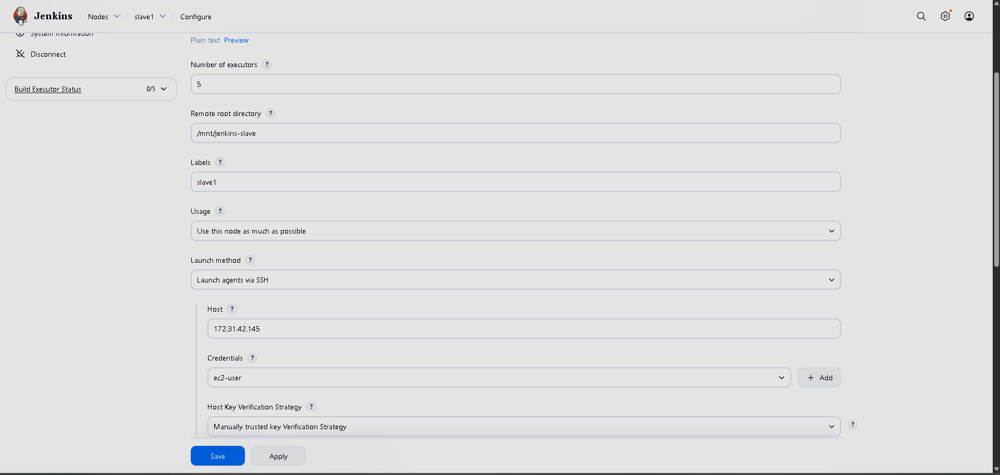 Jenkins / Nodes / slave1 / Configure
System Information
Disconnect
Build Executor Status 0/5
Plain text Preview
Number of executors ?
5
Remote root directory ?
/mnt/jenkins-slave
Labels ?
slave1
Usage ?
Use this node as much as possible
Launch method ?
Launch agents via SSH
Host ?
172.31.42.145
Credentials ?
ec2-user
+ Add
Host Key Verification Strategy ?
Manually trusted key Verification Strategy
?
Save Apply